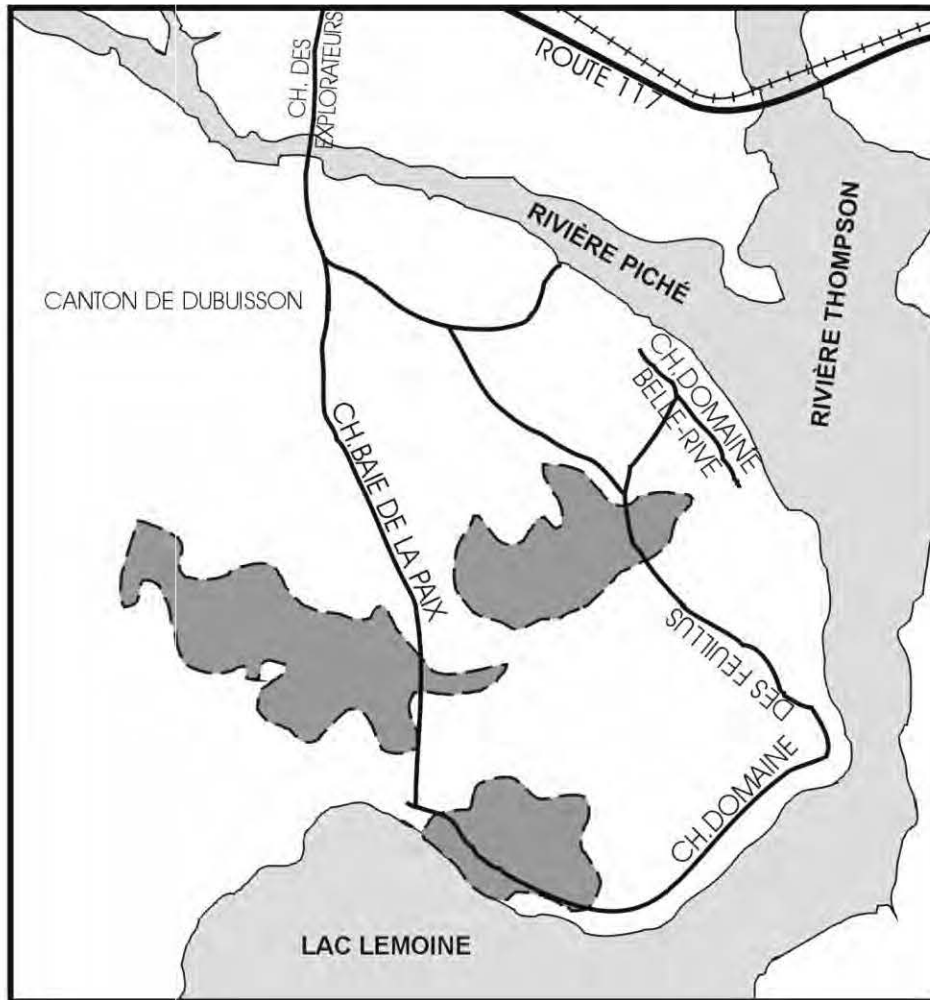 CH. DES
EXPLORATEURS
ROUTE 117
RIVIÈRE PICHÉ
RIVIÈRE THOMPSON
CANTON DE DUBUISSON
CH.DOMAINE
BELLE-RIVE
CH.BAIE DE LA PAIX
DES FEUILLUS
CH.DOMAINE
LAC LEMOINE